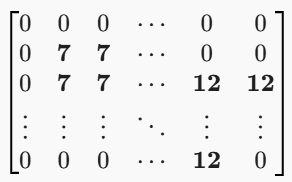 0 0 0 ⋯ 0 0
0 7 7 ⋯ 0 0
0 7 7 ⋯ 12 12
⋮ ⋮ ⋮ ⋱ ⋮ ⋮
0 0 0 ⋯ 12 0